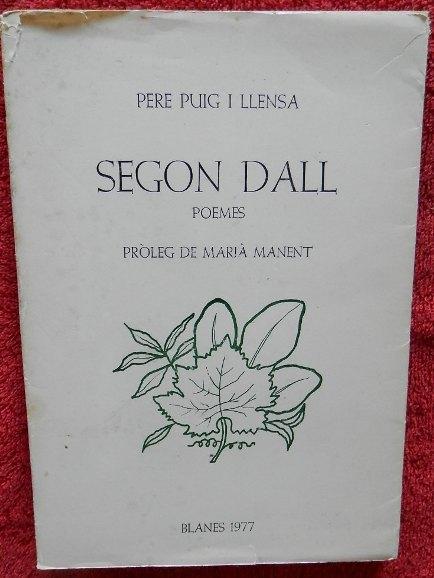 PERE PUIG I LLENSA
SEGON DALL
POEMES
PRÒLEG DE MARIÀ MANENT
BLANES 1977